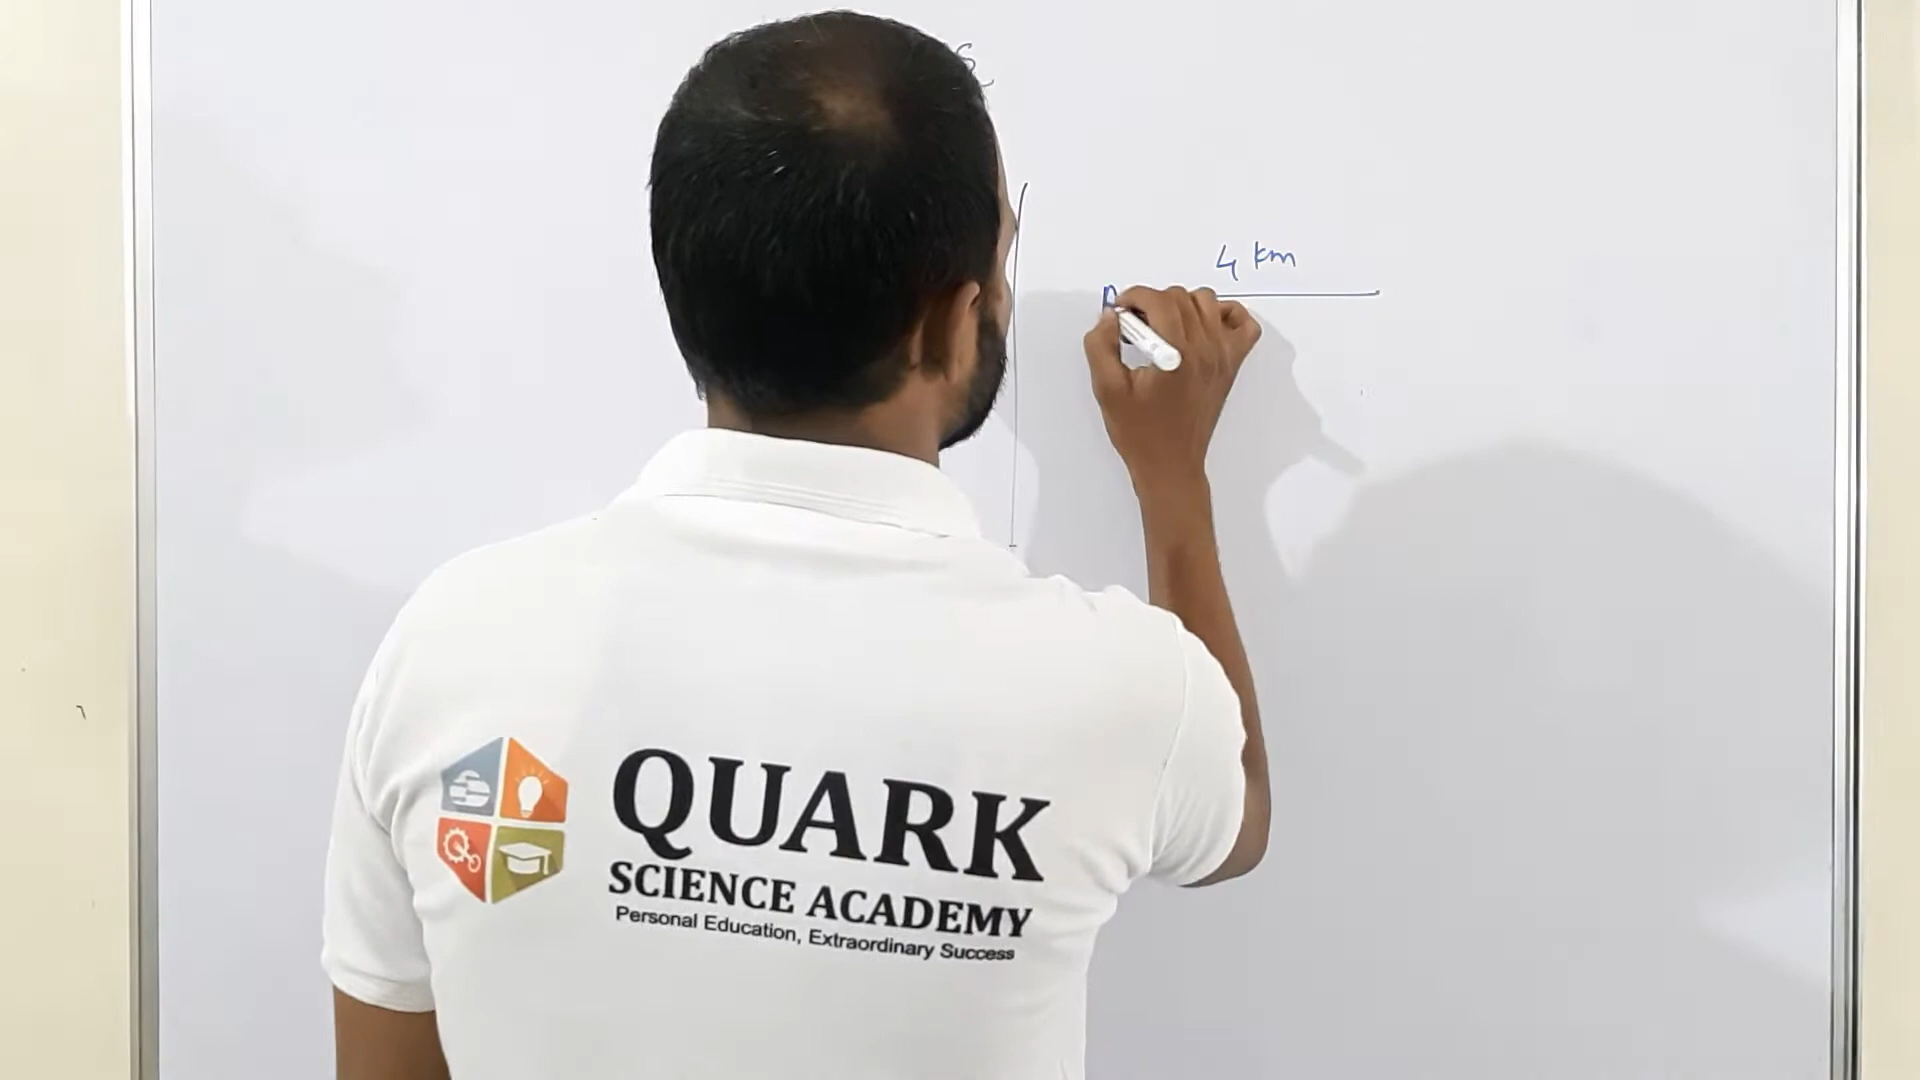 4 km
QUARK
SCIENCE ACADEMY
Personal Education, Extraordinary Success